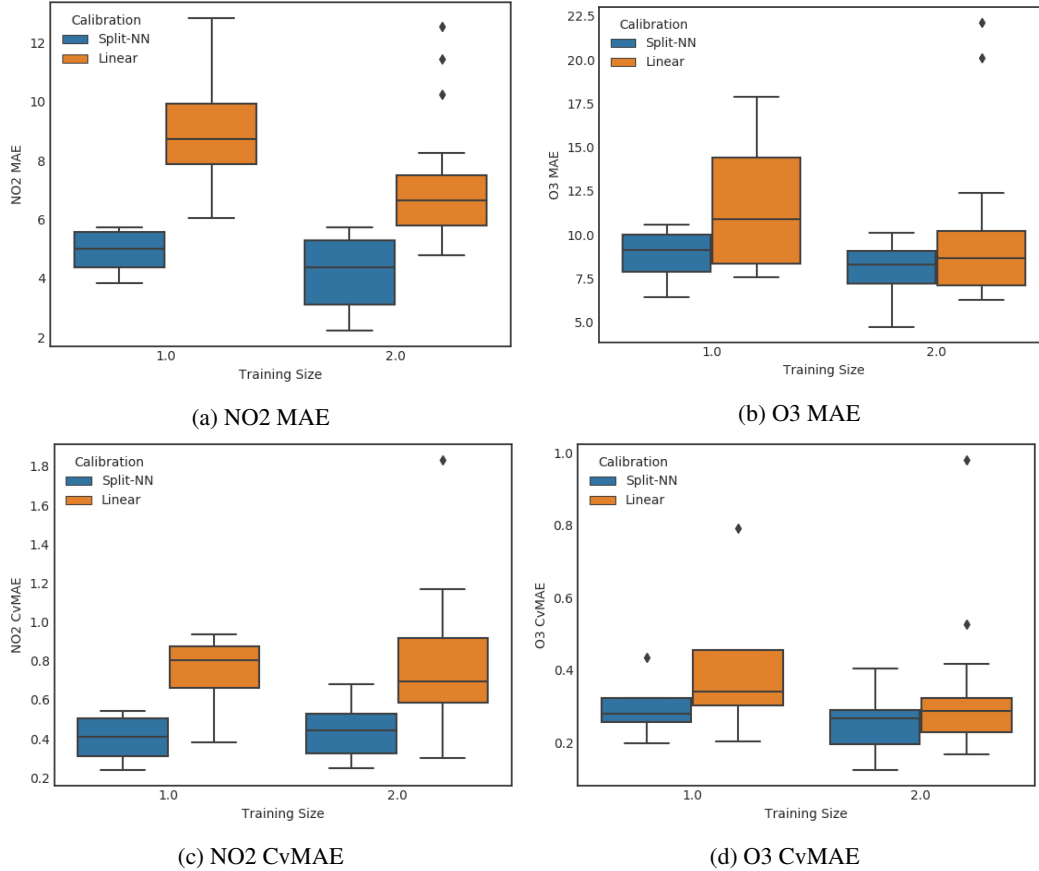 Calibration
Split-NN
Linear
NO2 MAE
12
10
8
6
4
2
1.0
2.0
Training Size
(a) NO2 MAE
Calibration
Split-NN
Linear
O3 MAE
22.5
20.0
17.5
15.0
12.5
10.0
7.5
5.0
1.0
2.0
Training Size
(b) O3 MAE
Calibration
Split-NN
Linear
NO2 CvMAE
1.8
1.6
1.4
1.2
1.0
0.8
0.6
0.4
0.2
1.0
2.0
Training Size
(c) NO2 CvMAE
Calibration
Split-NN
Linear
O3 CvMAE
1.0
0.8
0.6
0.4
0.2
1.0
2.0
Training Size
(d) O3 CvMAE